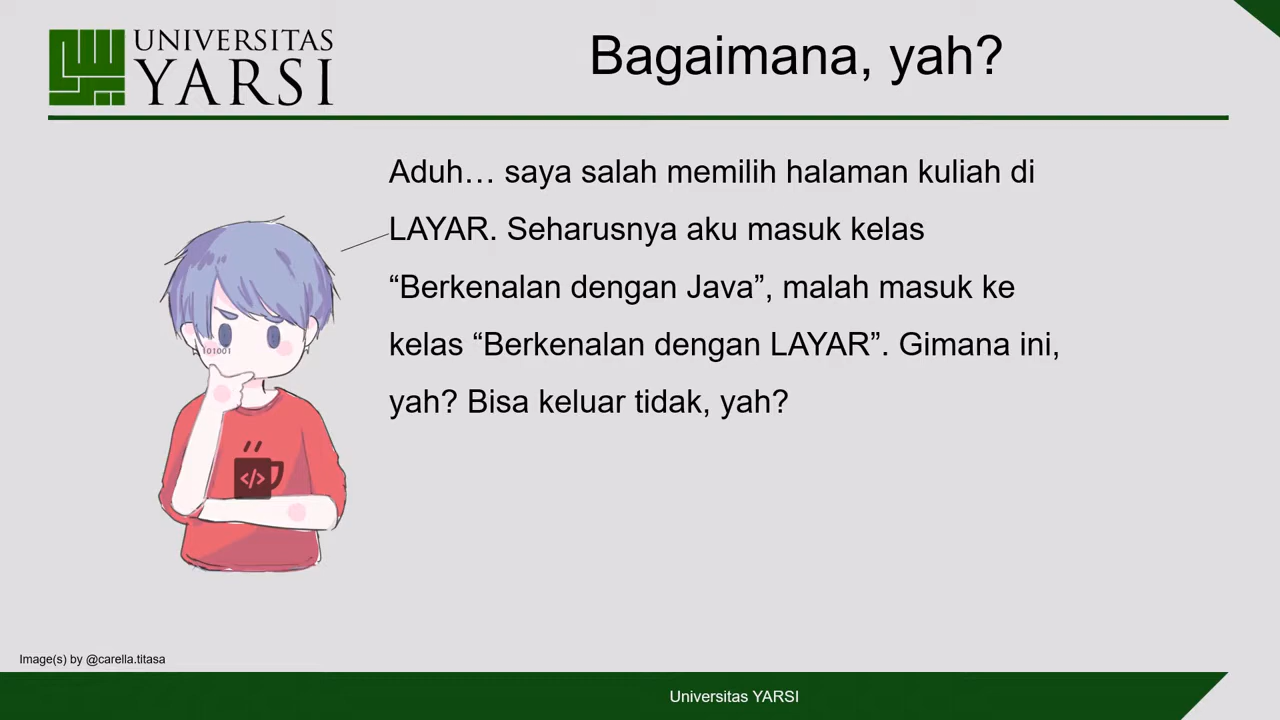 UNIVERSITAS
YARSI
Bagaimana, yah?
Aduh… saya salah memilih halaman kuliah di
LAYAR. Seharusnya aku masuk kelas
“Berkenalan dengan Java”, malah masuk ke
kelas “Berkenalan dengan LAYAR”. Gimana ini,
yah? Bisa keluar tidak, yah?
101001
</>
Image(s) by @carella.titasa
Universitas YARSI